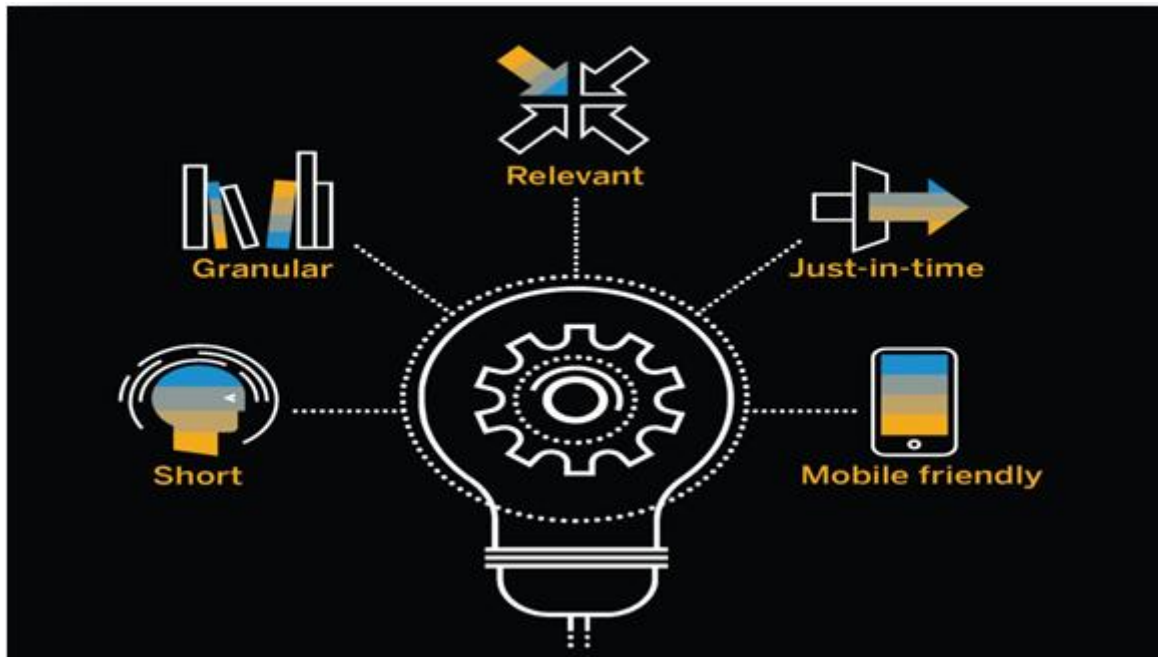 Relevant
Granular
Just-in-time
Short
Mobile friendly